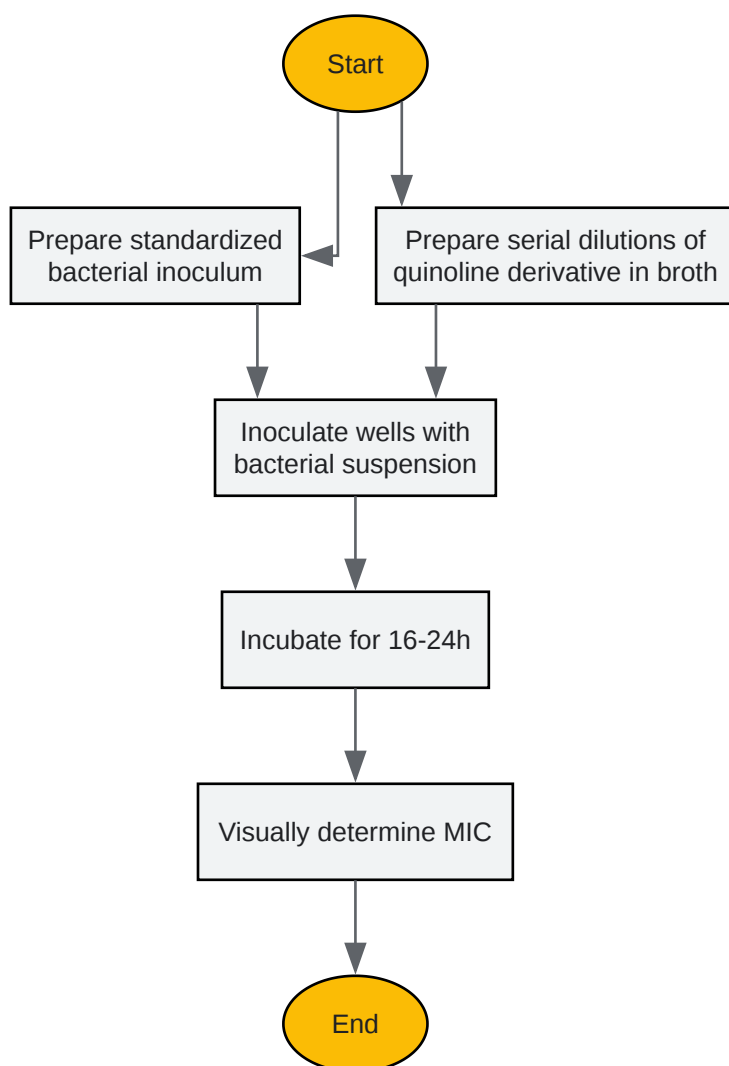 Start
Prepare standardized
bacterial inoculum
Prepare serial dilutions of
quinoline derivative in broth
Inoculate wells with
bacterial suspension
Incubate for 16-24h
Visually determine MIC
End